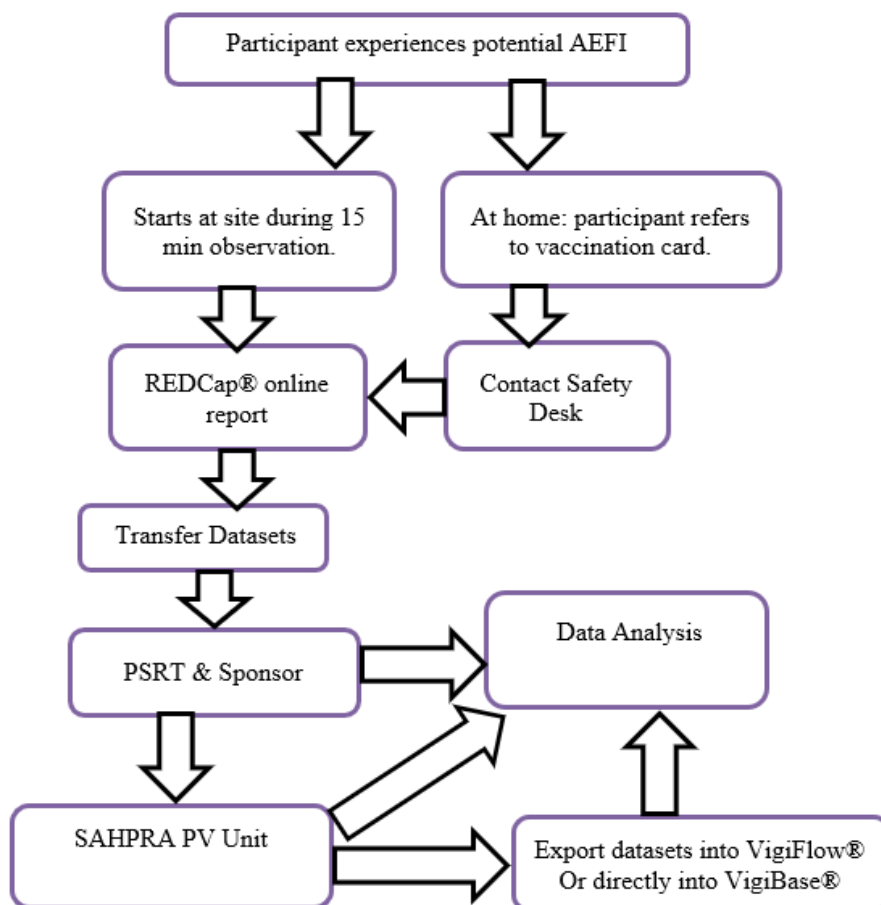 Participant experiences potential AEFI
Starts at site during 15
min observation.
At home: participant refers
to vaccination card.
REDCap® online
report
Contact Safety
Desk
Transfer Datasets
PSRT & Sponsor
Data Analysis
SAHPRA PV Unit
Export datasets into VigiFlow®
Or directly into VigiBase®